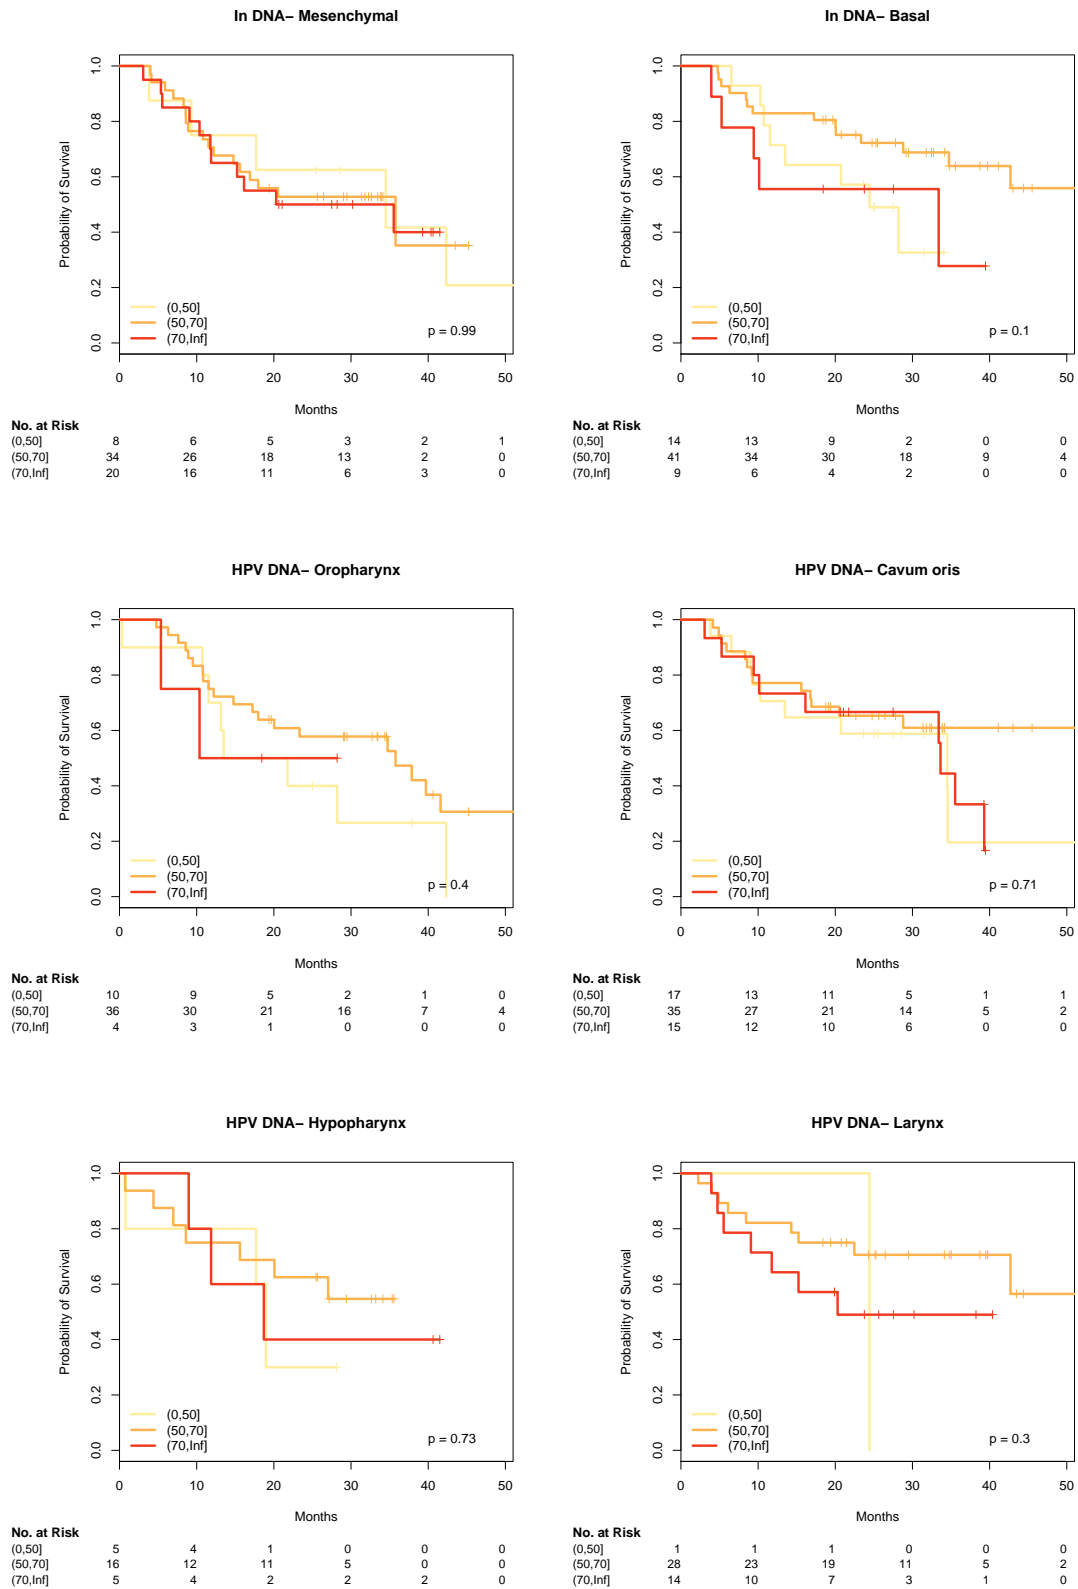 In DNA− Mesenchymal
Probability of Survival
0.0 0.2 0.4 0.6 0.8 1.0
(0,50]
(50,70]
(70,Inf]
p = 0.99
0 10 20 30 40 50
Months
No. at Risk
(0,50] 8 6 5 3 2 1
(50,70] 34 26 18 13 2 0
(70,Inf] 20 16 11 6 3 0
In DNA− Basal
Probability of Survival
0.0 0.2 0.4 0.6 0.8 1.0
(0,50]
(50,70]
(70,Inf]
p = 0.1
0 10 20 30 40 50
Months
No. at Risk
(0,50] 14 13 9 2 0 0
(50,70] 41 34 30 18 9 4
(70,Inf] 9 6 4 2 0 0
HPV DNA− Oropharynx
Probability of Survival
0.0 0.2 0.4 0.6 0.8 1.0
(0,50]
(50,70]
(70,Inf]
p = 0.4
0 10 20 30 40 50
Months
No. at Risk
(0,50] 10 9 5 2 1 0
(50,70] 36 30 21 16 7 4
(70,Inf] 4 3 1 0 0 0
HPV DNA− Cavum oris
Probability of Survival
0.0 0.2 0.4 0.6 0.8 1.0
(0,50]
(50,70]
(70,Inf]
p = 0.71
0 10 20 30 40 50
Months
No. at Risk
(0,50] 17 13 11 5 1 1
(50,70] 35 27 21 14 5 2
(70,Inf] 15 12 10 6 0 0
HPV DNA− Hypopharynx
Probability of Survival
0.0 0.2 0.4 0.6 0.8 1.0
(0,50]
(50,70]
(70,Inf]
p = 0.73
0 10 20 30 40 50
Months
No. at Risk
(0,50] 5 4 1 0 0 0
(50,70] 16 12 11 5 0 0
(70,Inf] 5 4 2 2 2 0
HPV DNA− Larynx
Probability of Survival
0.0 0.2 0.4 0.6 0.8 1.0
(0,50]
(50,70]
(70,Inf]
p = 0.3
0 10 20 30 40 50
Months
No. at Risk
(0,50] 1 1 1 0 0 0
(50,70] 28 23 19 11 5 2
(70,Inf] 14 10 7 3 1 0